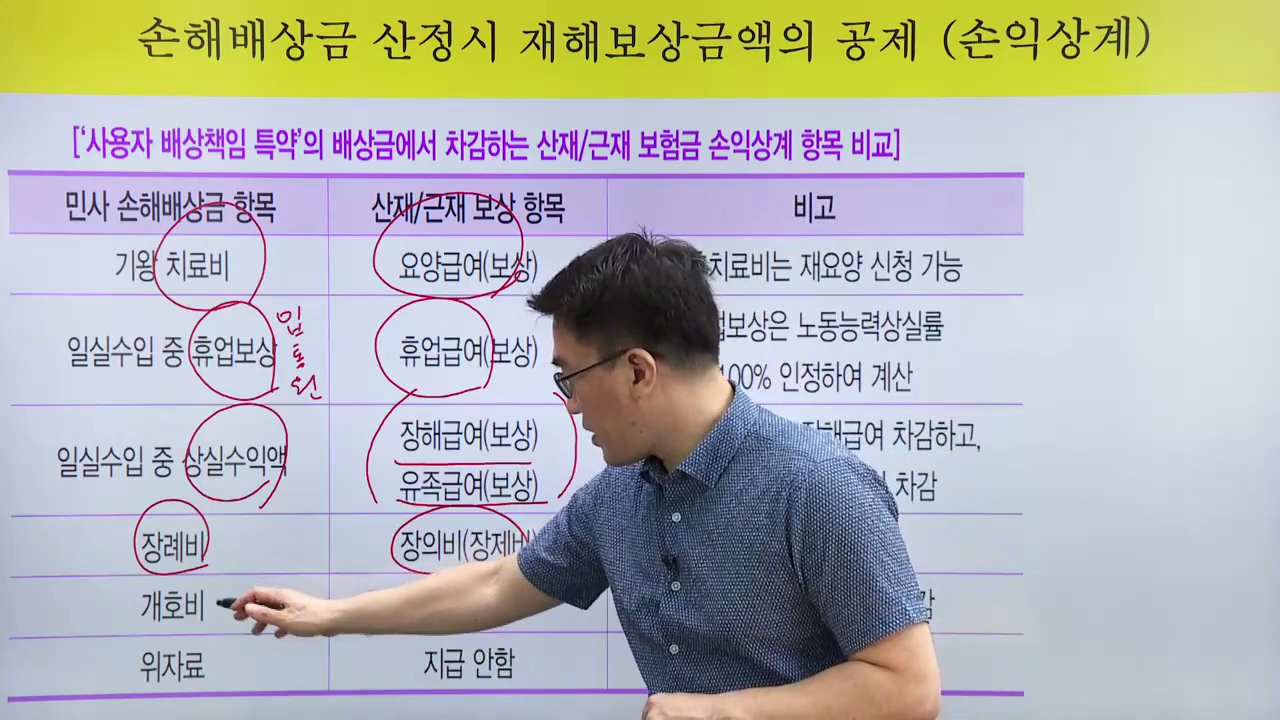 손해배상금 산정시 재해보상금액의 공제 (손익상계)
['사용자 배상책임 특약'의 배상금에서 차감하는 산재/근재 보험금 손익상계 항목 비교]
민사 손해배상금 항목 산재/근재 보상 항목 비고
기왕 치료비 요양급여(보상) 치료비는 재요양 신청 가능
일실수입 중 휴업보상 입통원 휴업급여(보상) 업보상은 노동능력상실률
100% 인정하여 계산
일실수입 중 상실수익액 장해급여(보상) 장해급여 차감하고,
유족급여(보상) 차감
장례비 장의비(장제비
개호비 감
위자료 지급 안함